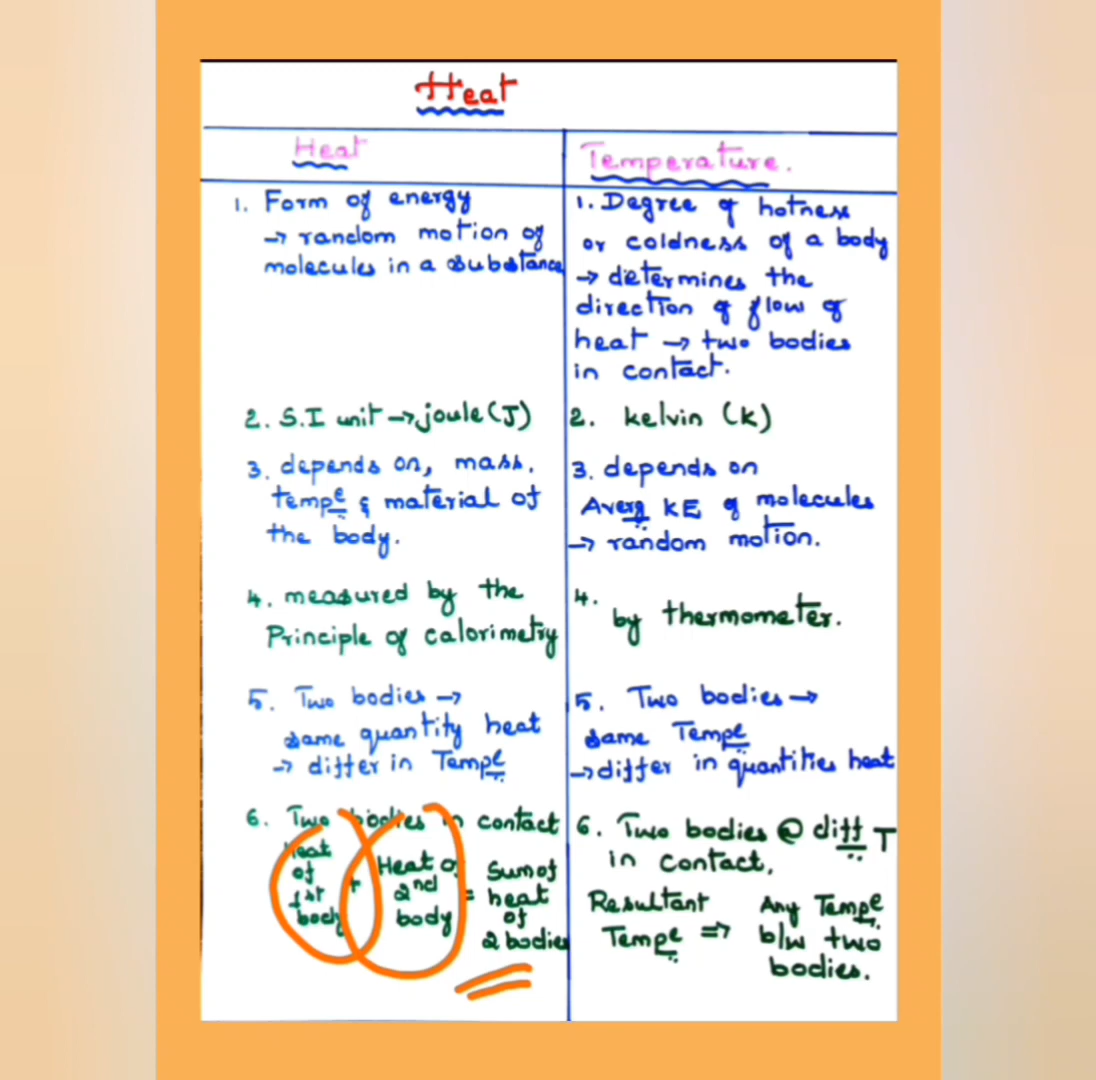 Heat
Heat
1. Form of energy
→ random motion of
molecules in a substance
2. S.I unit → joule (J)
3. depends on, mass.
tempe & material of
the body.
4. measured by the
Principle of calorimetry
5. Two bodies →
same quantity heat
→ differ in Tempe
6. Two bodies in contact
Heat of 1st body + Heat of 2nd body = Sum of heat of 2 bodies
Temperature.
1. Degree of hotness
or coldness of a body
→ determines the
direction of flow of
heat → two bodies
in contact.
2. kelvin (K)
3. depends on
Averg KE of molecules
→ random motion.
4.
by thermometer.
5. Two bodies →
same Tempe
→ differ in quantities heat
6. Two bodies @ diff T
in contact,
Resultant Tempe ⇒ Any Tempe b/w two bodies.